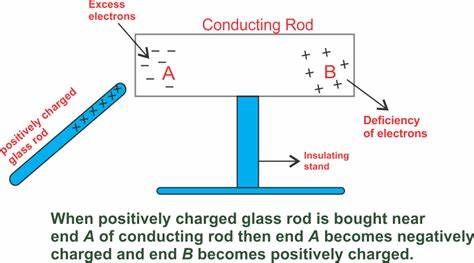 Excess
electrons
Conducting Rod
A
B
positively charged
glass rod
Deficiency
of electrons
Insulating
stand
When positively charged glass rod is bought near
end A of conducting rod then end A becomes negatively
charged and end B becomes positively charged.